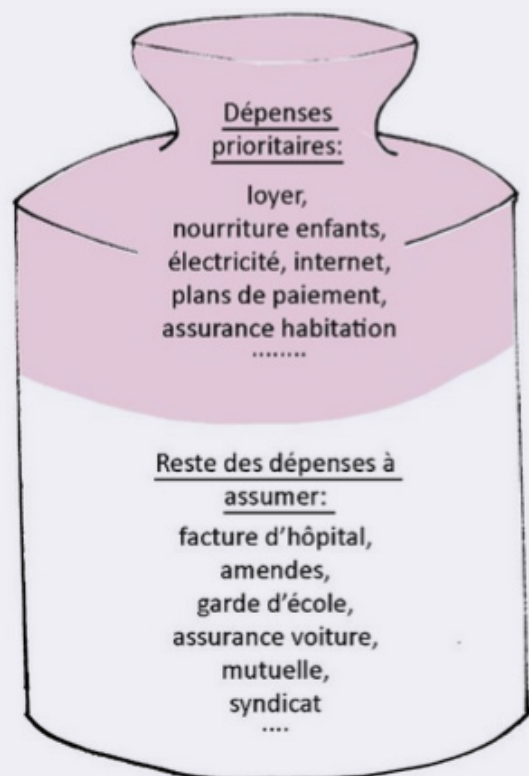 Dépenses
prioritaires:
loyer,
nourriture enfants,
électricité, internet,
plans de paiement,
assurance habitation
........
Reste des dépenses à
assumer:
facture d’hôpital,
amendes,
garde d’école,
assurance voiture,
mutuelle,
syndicat
....